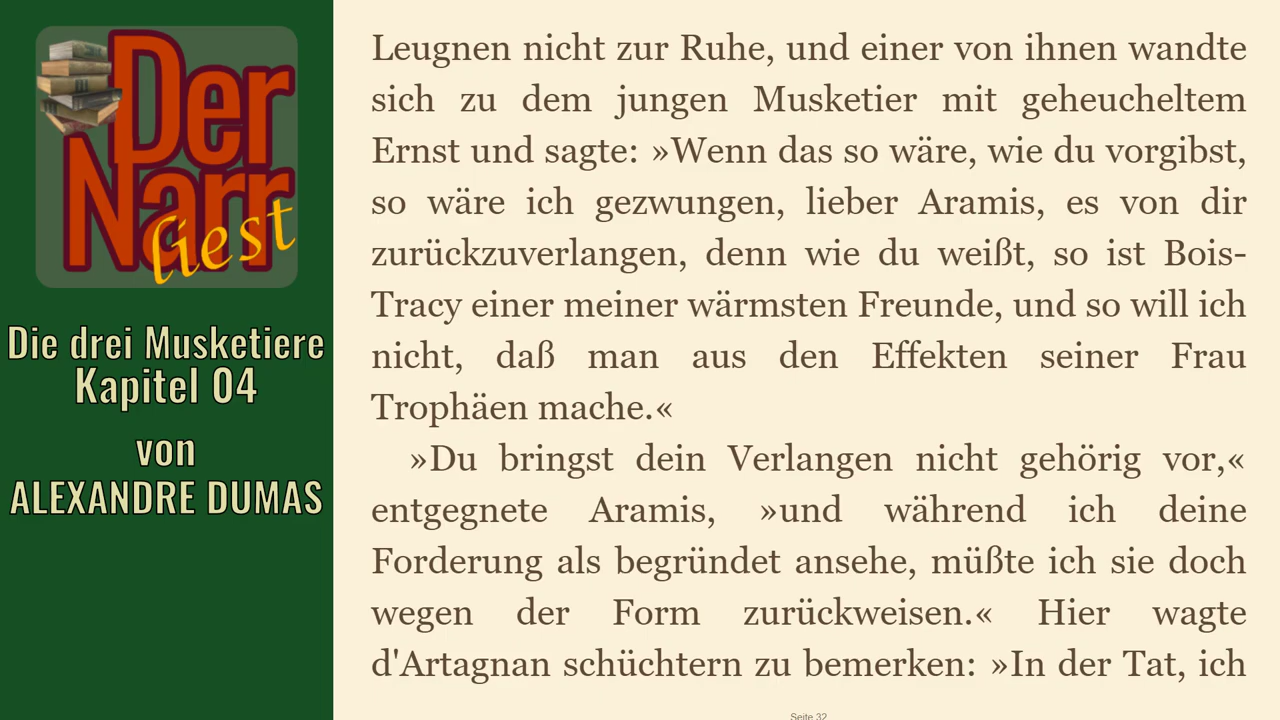 Der
Narr
liest
Die drei Musketiere
Kapitel 04
von
ALEXANDRE DUMAS
Leugnen nicht zur Ruhe, und einer von ihnen wandte
sich zu dem jungen Musketier mit geheucheltem
Ernst und sagte: »Wenn das so wäre, wie du vorgibst,
so wäre ich gezwungen, lieber Aramis, es von dir
zurückzuverlangen, denn wie du weißt, so ist Bois-
Tracy einer meiner wärmsten Freunde, und so will ich
nicht, daß man aus den Effekten seiner Frau
Trophäen mache.«
»Du bringst dein Verlangen nicht gehörig vor,«
entgegnete Aramis, »und während ich deine
Forderung als begründet ansehe, müßte ich sie doch
wegen der Form zurückweisen.« Hier wagte
d'Artagnan schüchtern zu bemerken: »In der Tat, ich
Seite 32